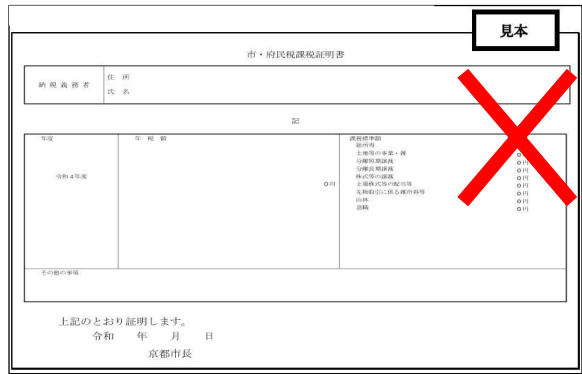 見本
市・府民税課税証明書
納税義務者
住 所
氏 名
記
年度 年 税 額 課税標準額
総所得 0円
土地等の事業・雑 0円
分離短期譲渡 0円
分離長期譲渡 0円
令和4年度 0円
株式等の譲渡 0円
上場株式等の配当等 0円
先物取引に係る雑所得等 0円
山林 0円
退職 0円
その他の事項
上記のとおり証明します。
令和 年 月 日
京都市長